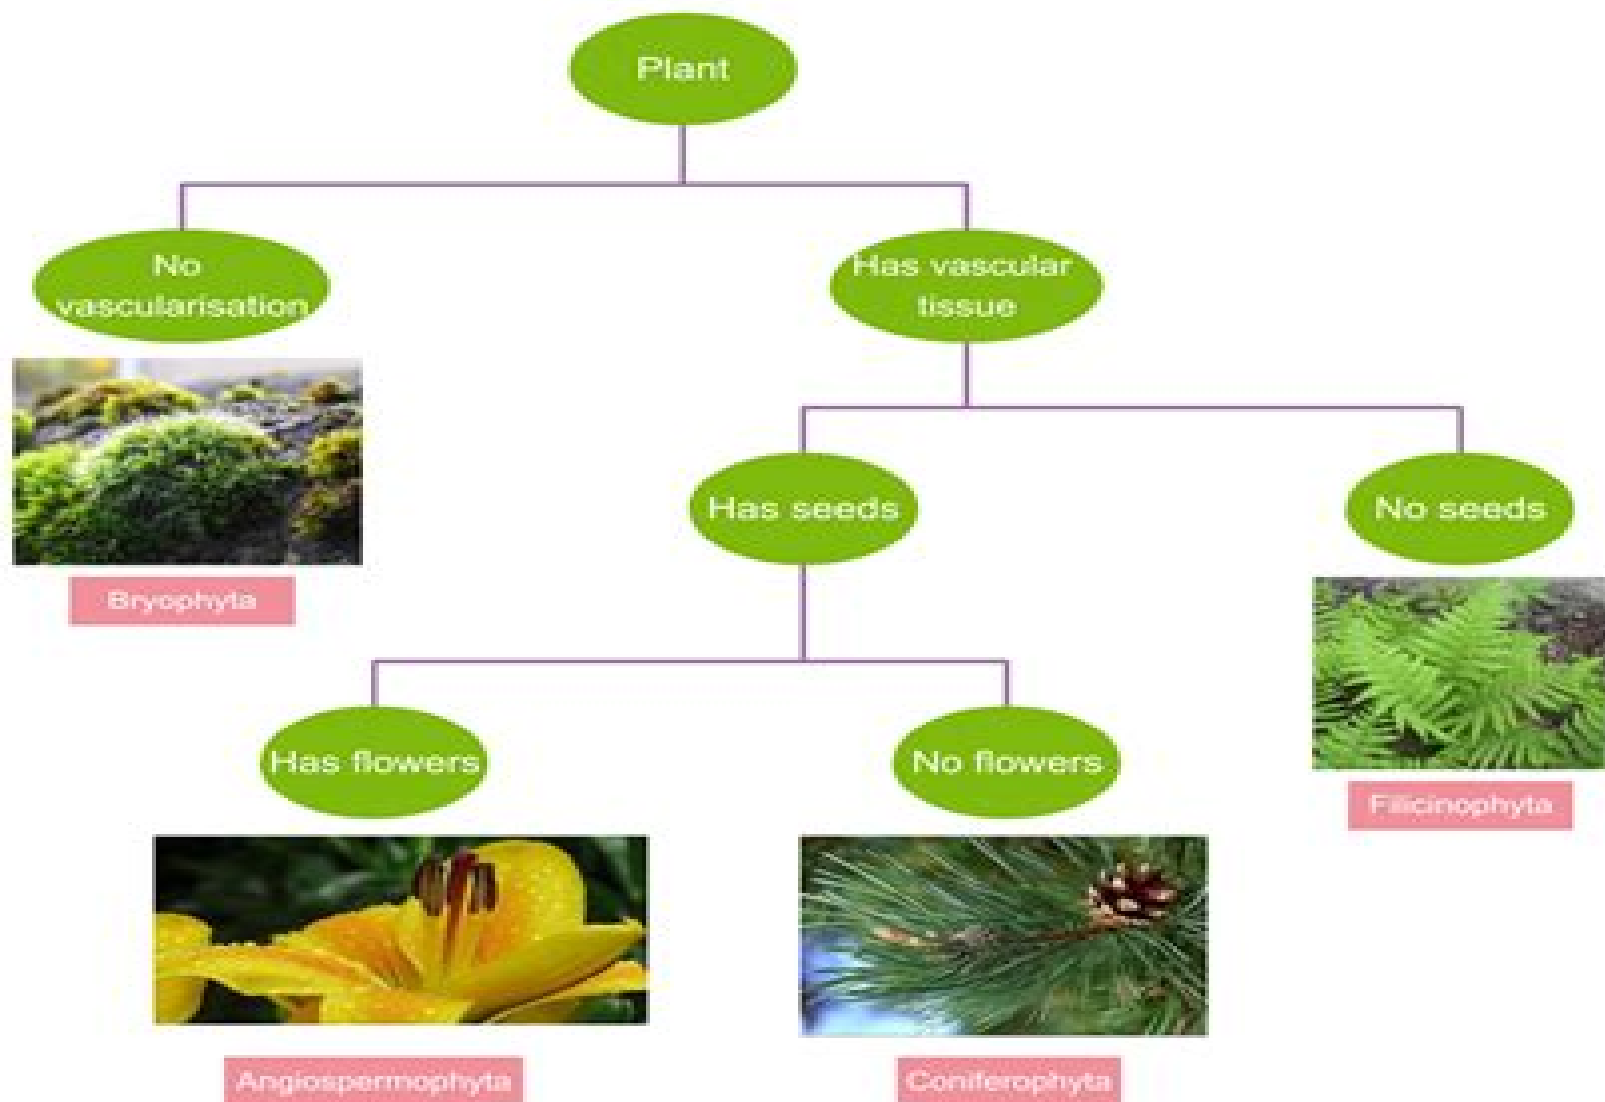 Plant
No
vascularisation
Has vascular
tissue
Has seeds
No seeds
Bryophyta
Has flowers
No flowers
Filicinophyta
Angiospermophyta
Coniferophyta